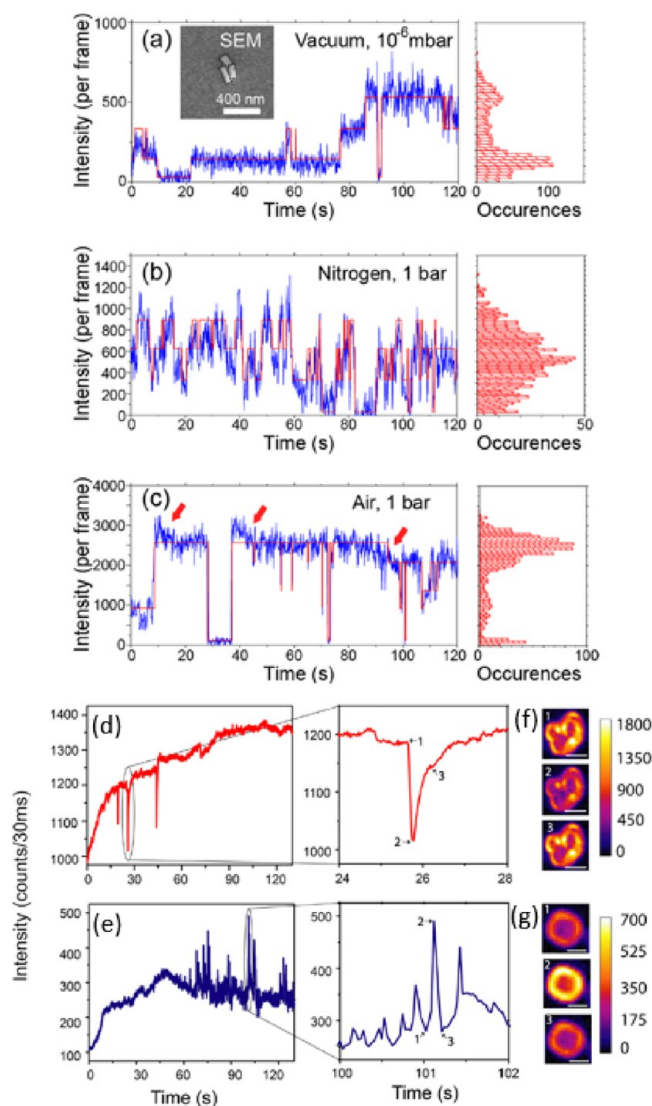 (a) SEM Vacuum, 10⁻⁶mbar
400 nm
Intensity (per frame)
1000
500
0
0 20 40 60 80 100 120
Time (s)
0 100
Occurences
(b) Nitrogen, 1 bar
Intensity (per frame)
1400
1200
1000
800
600
400
200
0
0 20 40 60 80 100 120
Time (s)
0 50
Occurences
(c) Air, 1 bar
Intensity (per frame)
4000
3000
2000
1000
0
0 20 40 60 80 100 120
Time (s)
0 100
Occurences
Intensity (counts/30ms)
(d)
1400
1300
1200
1100
1000
0 30 60 90 120
1200
1100
1000
1
3
2
24 26 28
(f)
1
2
3
1800
1350
900
450
0
(e)
500
400
300
200
100
0 30 60 90 120
Time (s)
400
300
2
1
3
100 101 102
Time (s)
(g)
1
2
3
700
525
350
175
0